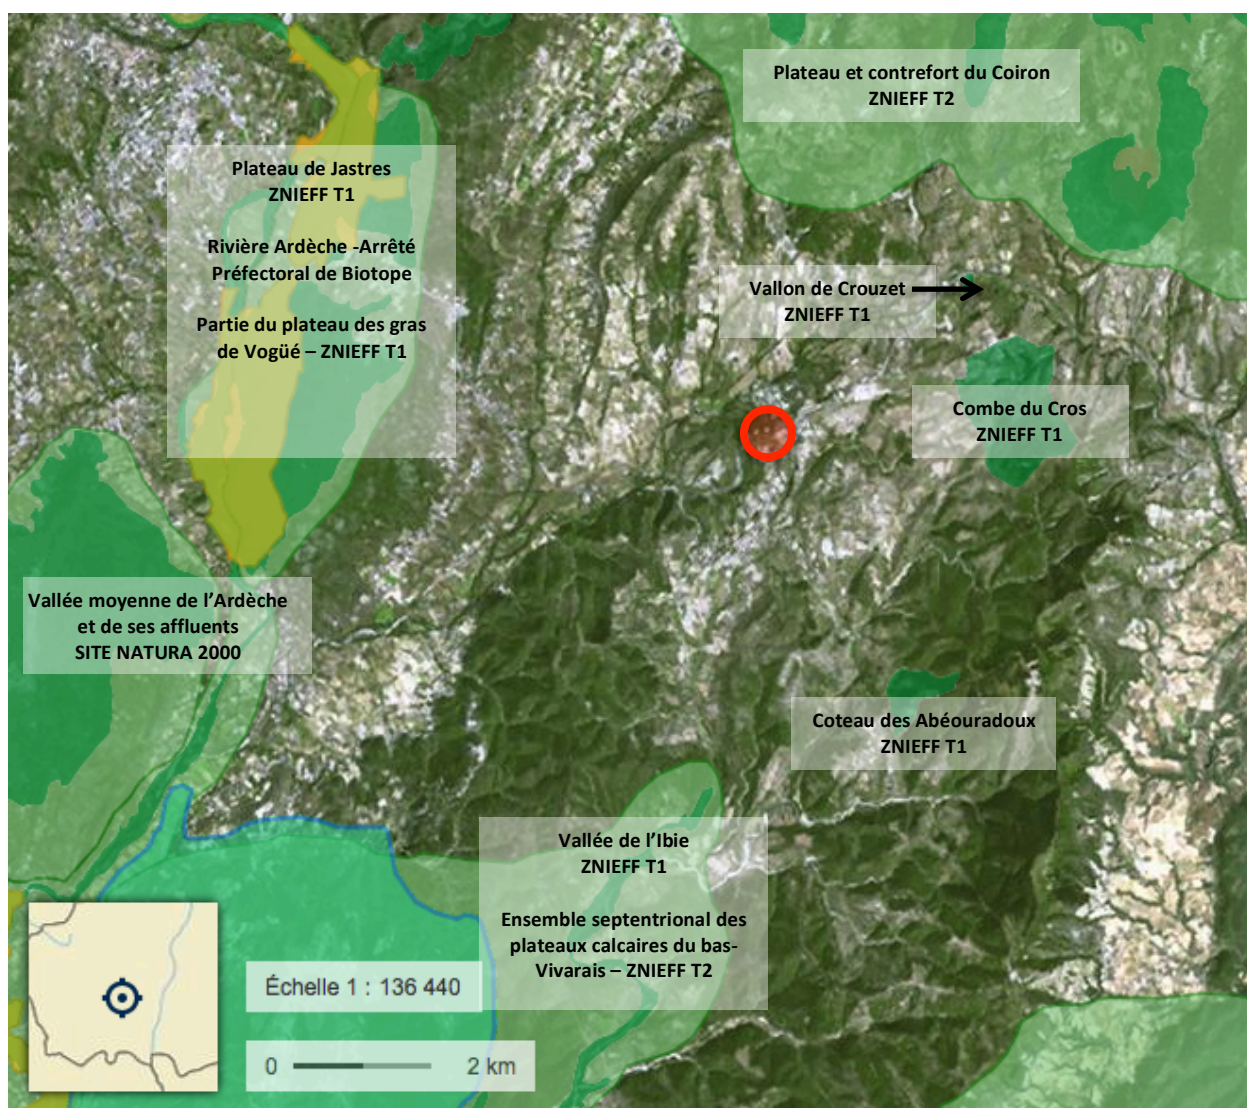 Plateau et contrefort du Coiron
ZNIEFF T2
Plateau de Jastres
ZNIEFF T1
Rivière Ardèche -Arrêté
Préfectoral de Biotope
Partie du plateau des gras
de Vogüé – ZNIEFF T1
Vallon de Crouzet
ZNIEFF T1
Combe du Cros
ZNIEFF T1
Vallée moyenne de l’Ardèche
et de ses affluents
SITE NATURA 2000
Coteau des Abéouradoux
ZNIEFF T1
Vallée de l’Ibie
ZNIEFF T1
Ensemble septentrional des
plateaux calcaires du bas-
Vivarais – ZNIEFF T2
Échelle 1 : 136 440
0 2 km